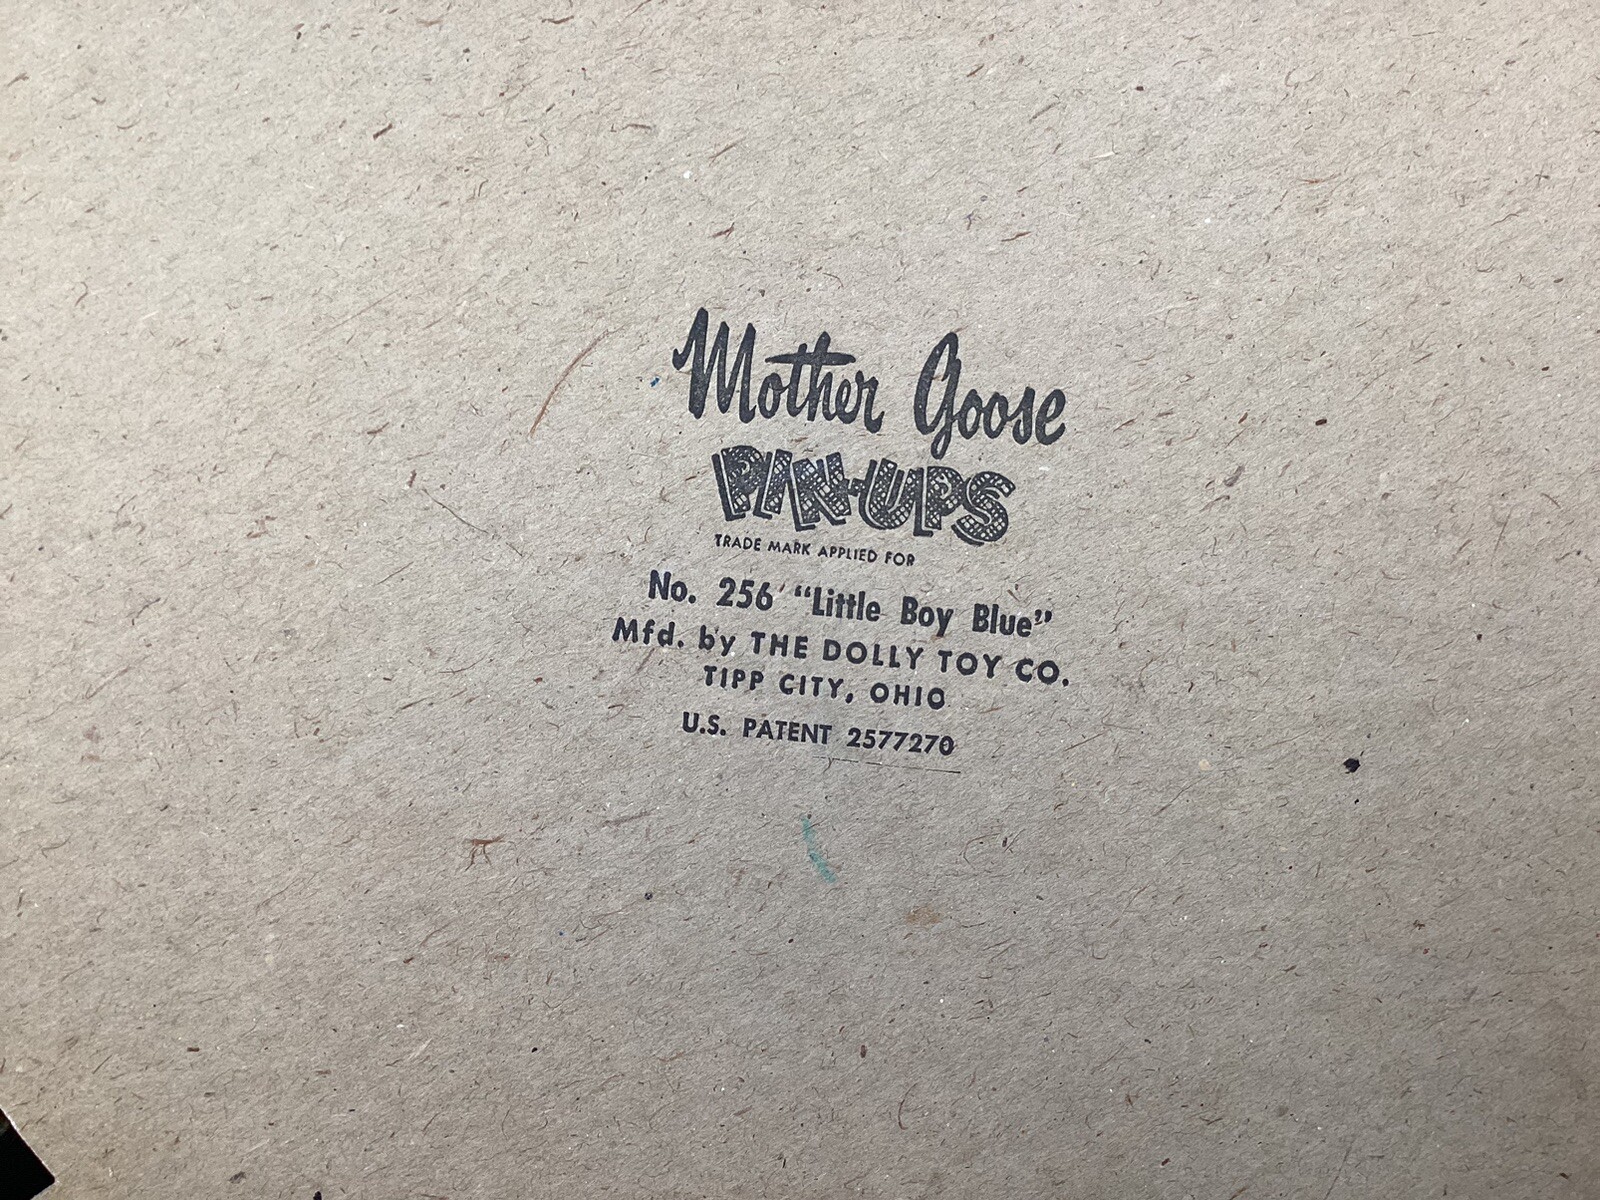 Mother Goose
PIN-UPS
TRADE MARK APPLIED FOR
No. 256 “Little Boy Blue”
Mfd. by THE DOLLY TOY CO.
TIPP CITY, OHIO
U.S. PATENT 2577270